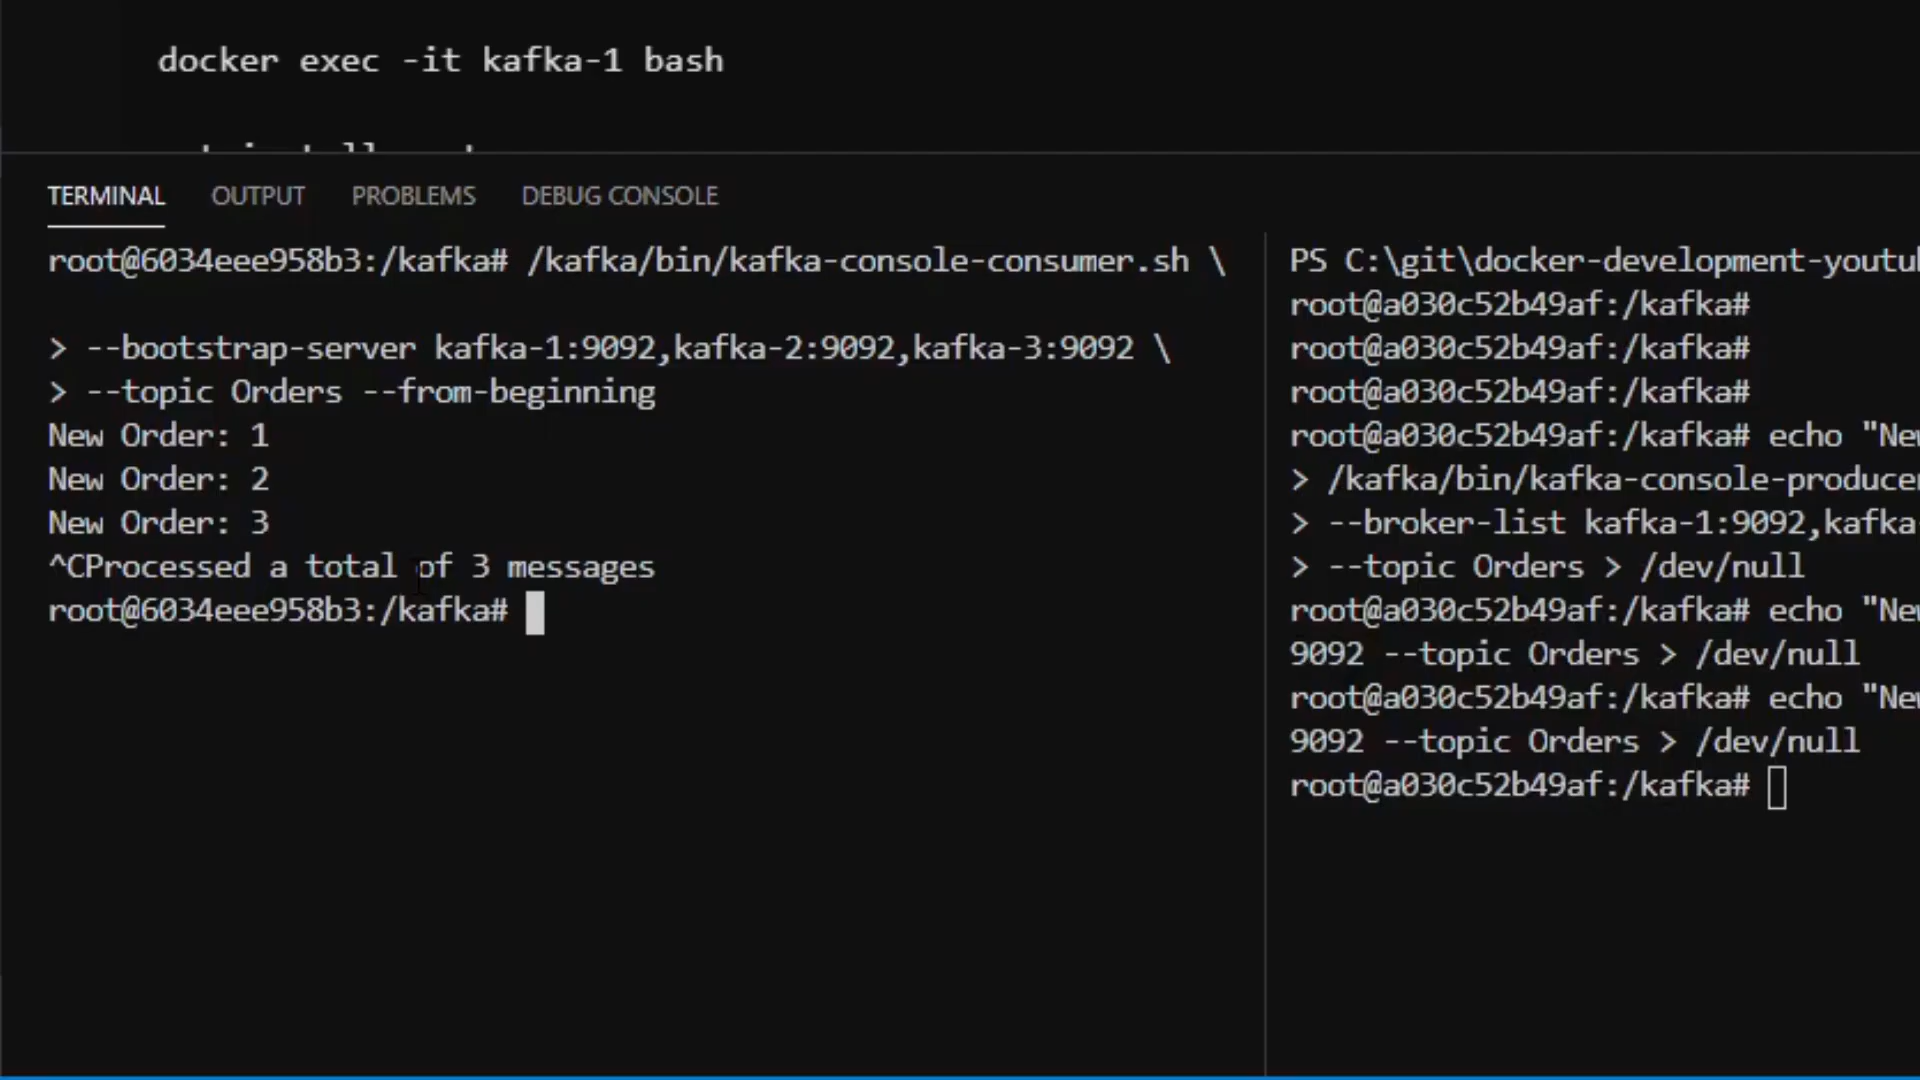 docker exec -it kafka-1 bash
TERMINAL OUTPUT PROBLEMS DEBUG CONSOLE
root@6034eee958b3:/kafka# /kafka/bin/kafka-console-consumer.sh \
> --bootstrap-server kafka-1:9092,kafka-2:9092,kafka-3:9092 \
> --topic Orders --from-beginning
New Order: 1
New Order: 2
New Order: 3
^CProcessed a total of 3 messages
root@6034eee958b3:/kafka#
PS C:\git\docker-development-youtu
root@a030c52b49af:/kafka#
root@a030c52b49af:/kafka#
root@a030c52b49af:/kafka#
root@a030c52b49af:/kafka# echo "Ne
> /kafka/bin/kafka-console-produce
> --broker-list kafka-1:9092,kafka
> --topic Orders > /dev/null
root@a030c52b49af:/kafka# echo "Ne
9092 --topic Orders > /dev/null
root@a030c52b49af:/kafka# echo "Ne
9092 --topic Orders > /dev/null
root@a030c52b49af:/kafka#